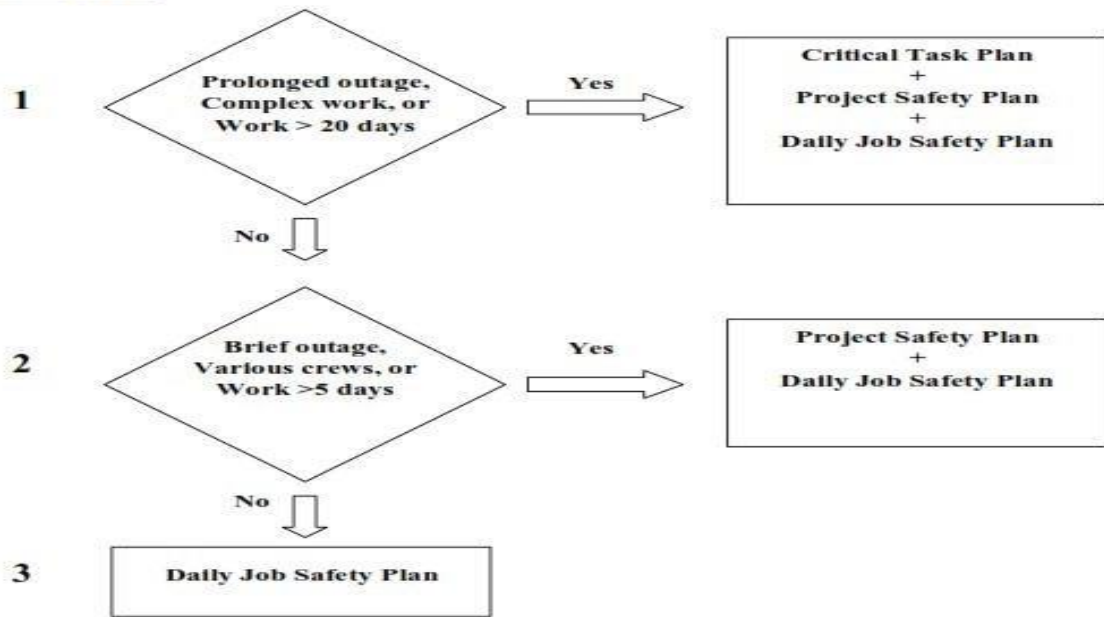 1
Prolonged outage,
Complex work, or
Work > 20 days
Yes
Critical Task Plan
+
Project Safety Plan
+
Daily Job Safety Plan
No
2
Brief outage,
Various crews, or
Work >5 days
Yes
Project Safety Plan
+
Daily Job Safety Plan
No
3
Daily Job Safety Plan